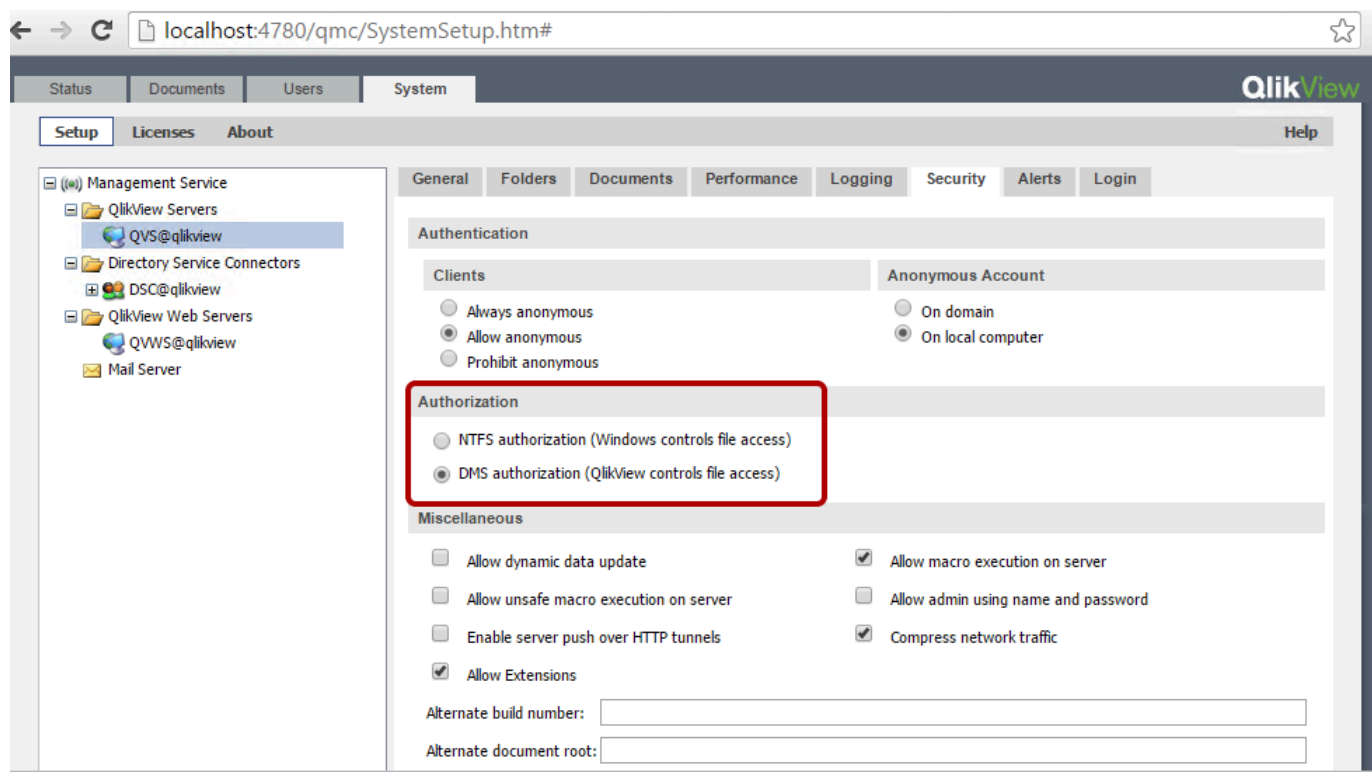 localhost:4780/qmc/SystemSetup.htm#
Status Documents Users System QlikView
Setup Licenses About Help
Management Service
QlikView Servers
QVS@qlikview
Directory Service Connectors
DSC@qlikview
QlikView Web Servers
QVWS@qlikview
Mail Server
General Folders Documents Performance Logging Security Alerts Login
Authentication
Clients Anonymous Account
Always anonymous On domain
Allow anonymous On local computer
Prohibit anonymous
Authorization
NTFS authorization (Windows controls file access)
DMS authorization (QlikView controls file access)
Miscellaneous
Allow dynamic data update Allow macro execution on server
Allow unsafe macro execution on server Allow admin using name and password
Enable server push over HTTP tunnels Compress network traffic
Allow Extensions
Alternate build number:
Alternate document root: